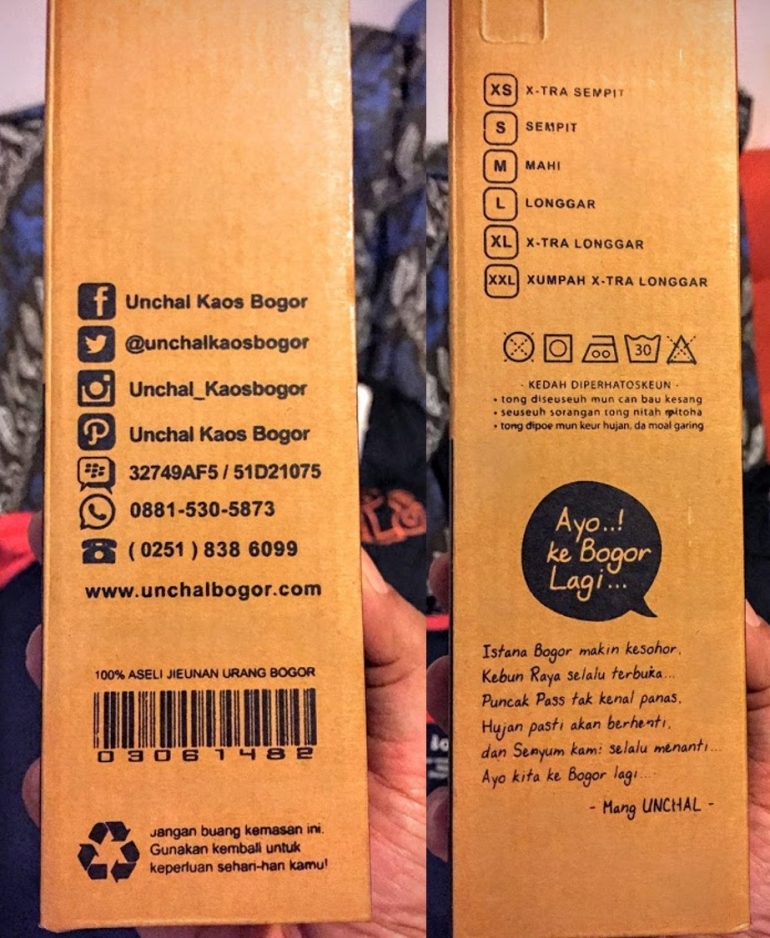 Unchal Kaos Bogor
@unchalkaosbogor
Unchal_Kaosbogor
Unchal Kaos Bogor
32749AF5 / 51D21075
0881-530-5873
( 0251 ) 838 6099
www.unchalbogor.com
100% ASELI JIEUNAN URANG BOGOR
03061482
Jangan buang kemasan ini.
Gunakan kembali untuk
keperluan sehari-hari kamu!
XS X-TRA SEMPIT
S SEMPIT
M MAHI
L LONGGAR
XL X-TRA LONGGAR
XXL XUMPAH X-TRA LONGGAR
30
- KEDAH DIPERHATOSKEUN -
• tong diseuseuh mun can bau kesang
• seuseuh sorangan tong nitah mitoha
• tong dipoe mun keur hujan, da moal garing
Ayo..!
ke Bogor
Lagi...
Istana Bogor makin kesohor,
Kebun Raya selalu terbuka...
Puncak Pass tak kenal panas,
Hujan pasti akan berhenti,
dan Senyum kami selalu menanti...
Ayo kita ke Bogor lagi....
- Mang UNCHAL -